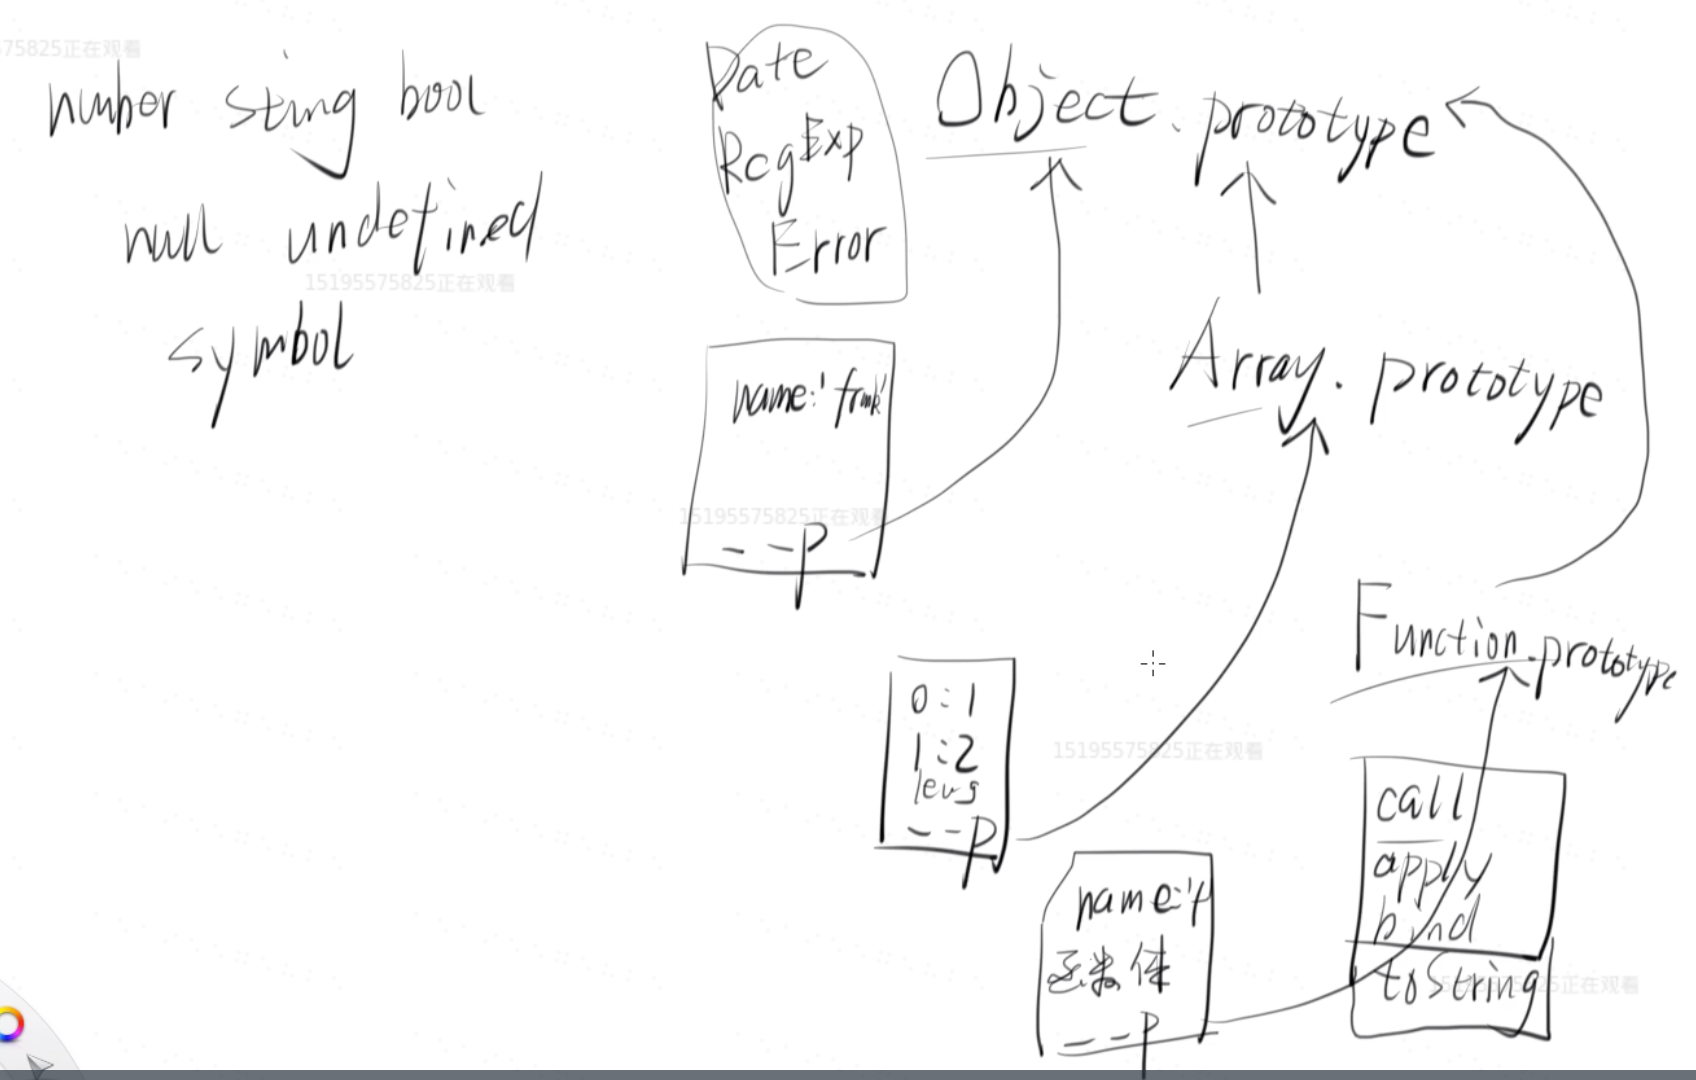 75825正在观看
number string bool
null undefined
15195575825正在观看
symbol
Date
RegExp
Error
Object.prototype
Array.prototype
name:'frank'
15195575825正在观看
--p
Function.prototype
0:1
1:2
--p
15195575825正在观看
name:'f
函数体
--p
call
apply
bind
toString
15195575825正在观看